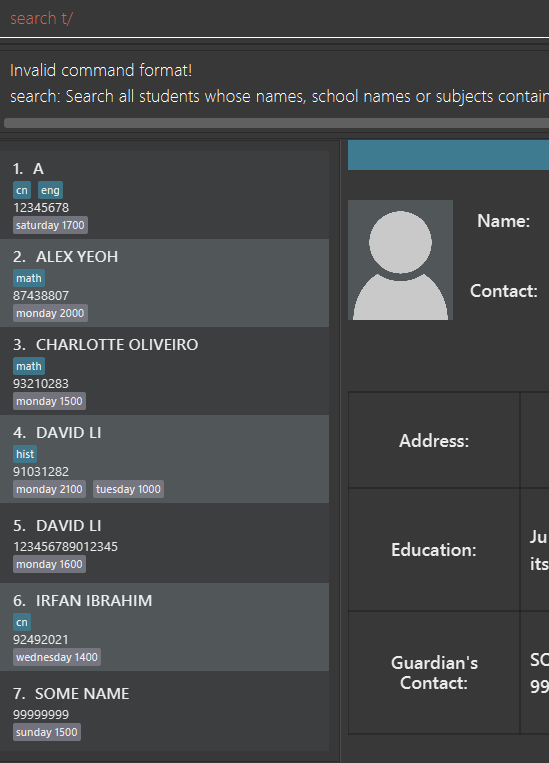 search t/
Invalid command format!
search: Search all students whose names, school names or subjects contain
1. A
cn eng
12345678
saturday 1700
2. ALEX YEOH
math
87438807
monday 2000
3. CHARLOTTE OLIVEIRO
math
93210283
monday 1500
4. DAVID LI
hist
91031282
monday 2100 tuesday 1000
5. DAVID LI
123456789012345
monday 1600
6. IRFAN IBRAHIM
cn
92492021
wednesday 1400
7. SOME NAME
99999999
sunday 1500
Name:
Contact:
Address:
Education:
Ju
its
Guardian's
Contact:
SC
99